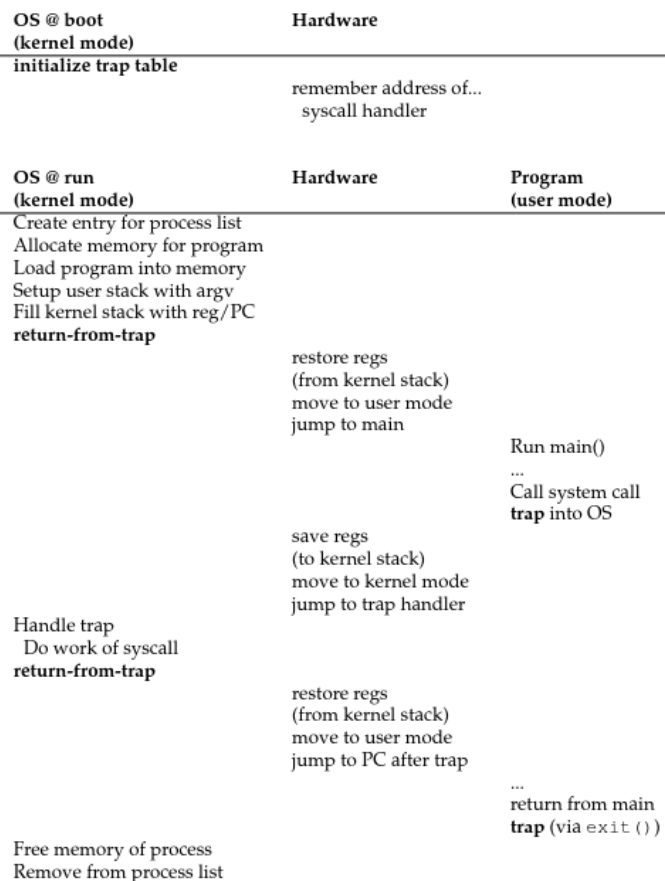 OS @ boot Hardware
(kernel mode)
initialize trap table
remember address of...
syscall handler
OS @ run Hardware Program
(kernel mode) (user mode)
Create entry for process list
Allocate memory for program
Load program into memory
Setup user stack with argv
Fill kernel stack with reg/PC
return-from-trap
restore regs
(from kernel stack)
move to user mode
jump to main
Run main()
...
Call system call
trap into OS
save regs
(to kernel stack)
move to kernel mode
jump to trap handler
Handle trap
Do work of syscall
return-from-trap
restore regs
(from kernel stack)
move to user mode
jump to PC after trap
...
return from main
trap (via exit())
Free memory of process
Remove from process list